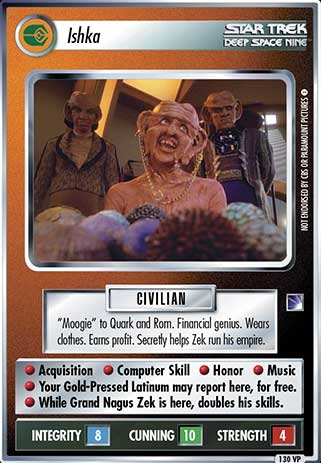 Ishka
STAR TREK
DEEP SPACE NINE
NOT ENDORSED BY CBS OR PARAMOUNT PICTURES
CIVILIAN
"Moogie" to Quark and Rom. Financial genius. Wears
clothes. Earns profit. Secretly helps Zek run his empire.
• Acquisition • Computer Skill • Honor • Music
• Your Gold-Pressed Latinum may report here, for free.
• While Grand Nagus Zek is here, doubles his skills.
INTEGRITY 8 CUNNING 10 STRENGTH 4
130 VP